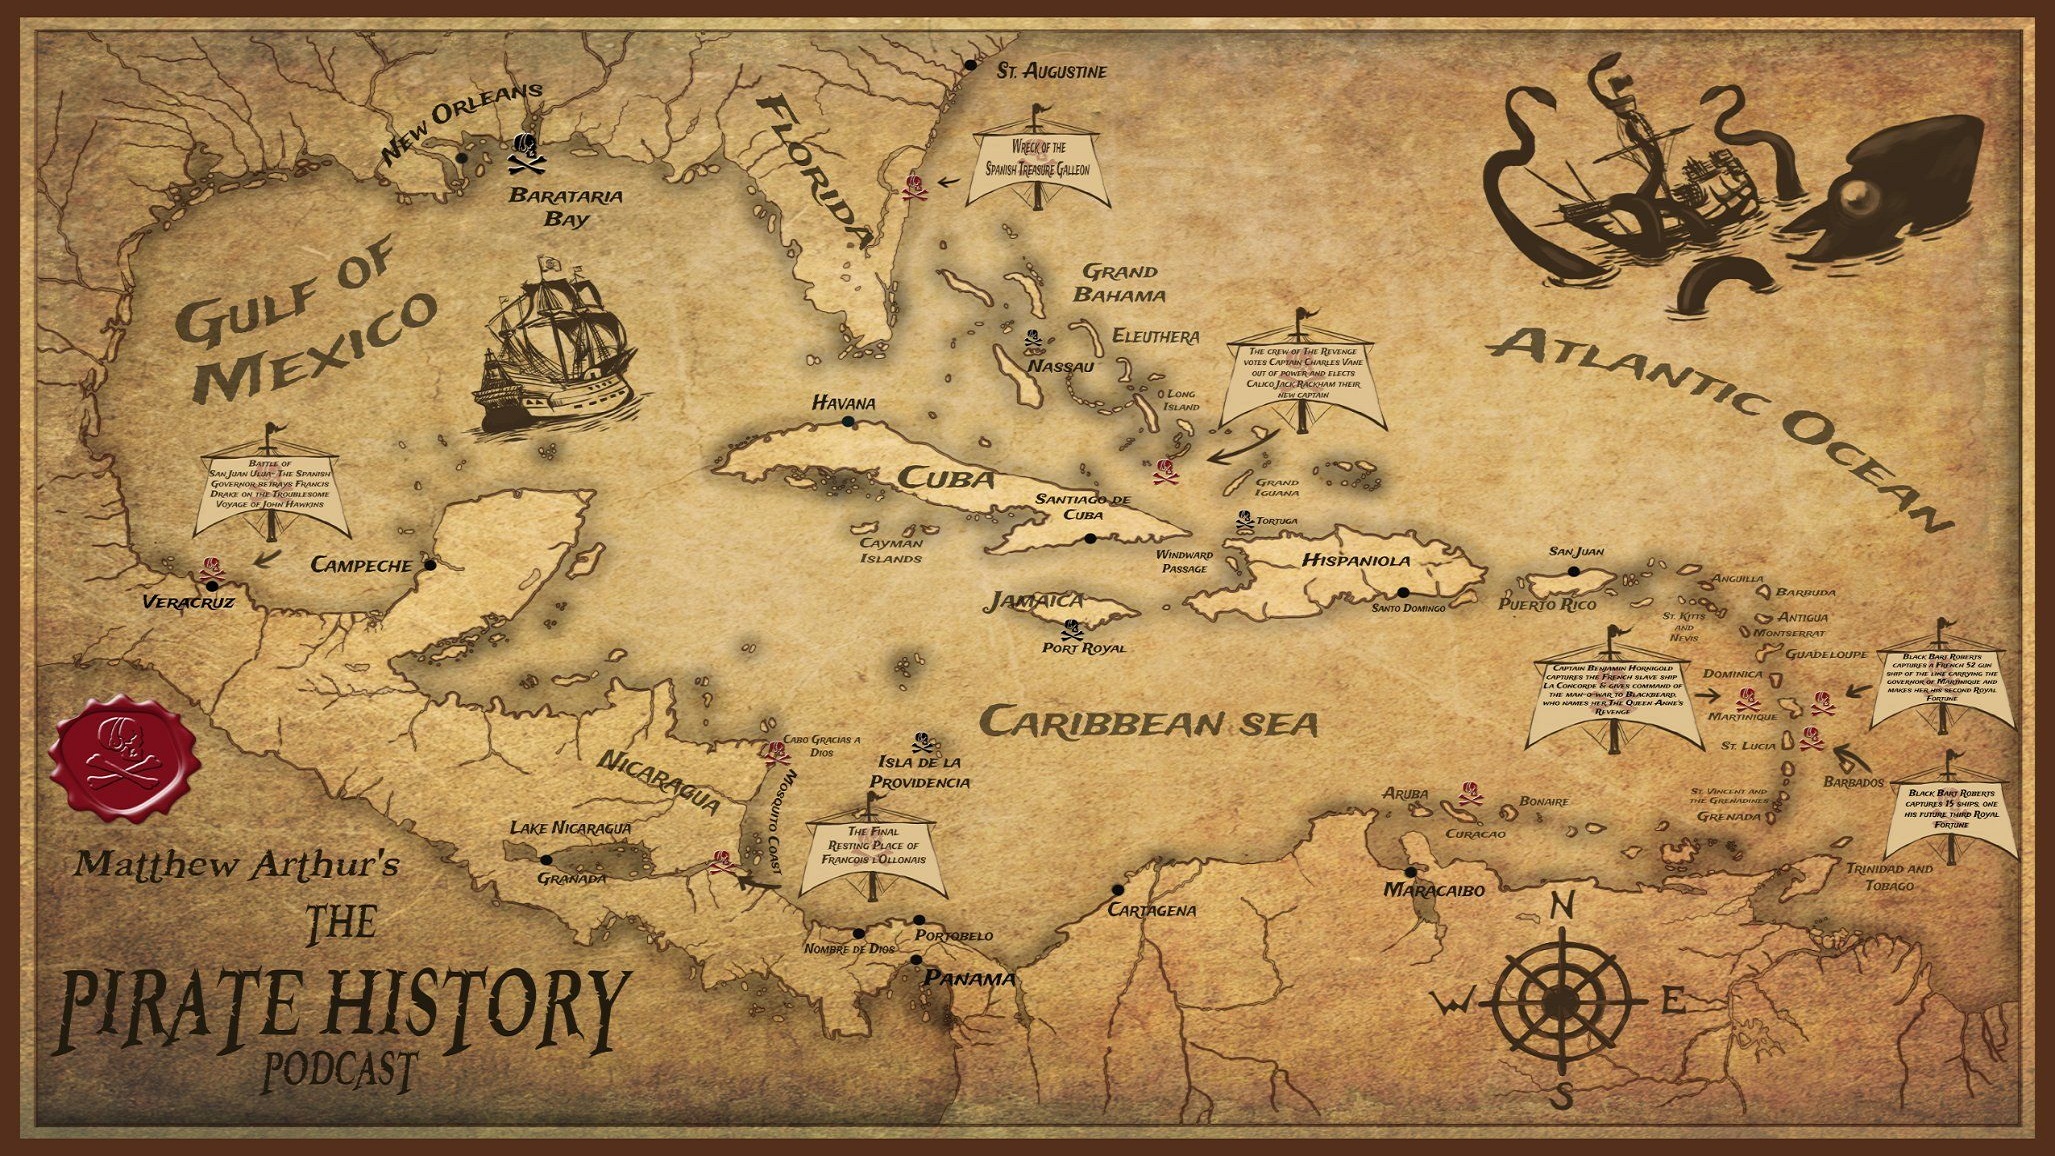 St. Augustine
New Orleans
Florida
Wreck of the
Spanish Treasure Galleon
Barataria
Bay
Gulf of
Mexico
Grand
Bahama
Eleuthera
Nassau
Long
Island
The crew of The Revenge
votes Captain Charles Vane
out of power and elects
Calico Jack Rackham their
new captain
Atlantic Ocean
Havana
Cuba
Santiago de
Cuba
Grand
Iguana
Tortuga
Cayman
Islands
Windward
Passage
Hispaniola
Santo Domingo
San Juan
Puerto Rico
Jamaica
Port Royal
Battle of
San Juan Ulua- The Spanish
Governor betrays Francis
Drake on the Troublesome
Voyage of John Hawkins
Campeche
Veracruz
Anguilla
Barbuda
St. Kitts
and
Nevis
Antigua
Montserrat
Guadeloupe
Dominica
Martinique
St. Lucia
Barbados
St. Vincent and
the Grenadines
Grenada
Captain Benjamin Hornigold
captures the French slave ship
La Concorde & gives command of
the man-o-war to Blackbeard,
who names her The Queen Anne's
Revenge
Black Bart Roberts
captures a French 52 gun
ship of the line carrying the
governor of Martinique and
makes her his second Royal
Fortune
Black Bart Roberts
captures 15 ships, one
his future third Royal
Fortune
Caribbean Sea
Cabo Gracias a
Dios
Nicaragua
Mosquito Coast
Isla de la
Providencia
The Final
Resting Place of
Francois l'Ollonais
Lake Nicaragua
Granada
Aruba
Curacao
Bonaire
Trinidad and
Tobago
Maracaibo
Cartagena
Portobelo
Nombre de Dios
Panama
N
W
E
S
Matthew Arthur's
THE
PIRATE HISTORY
PODCAST